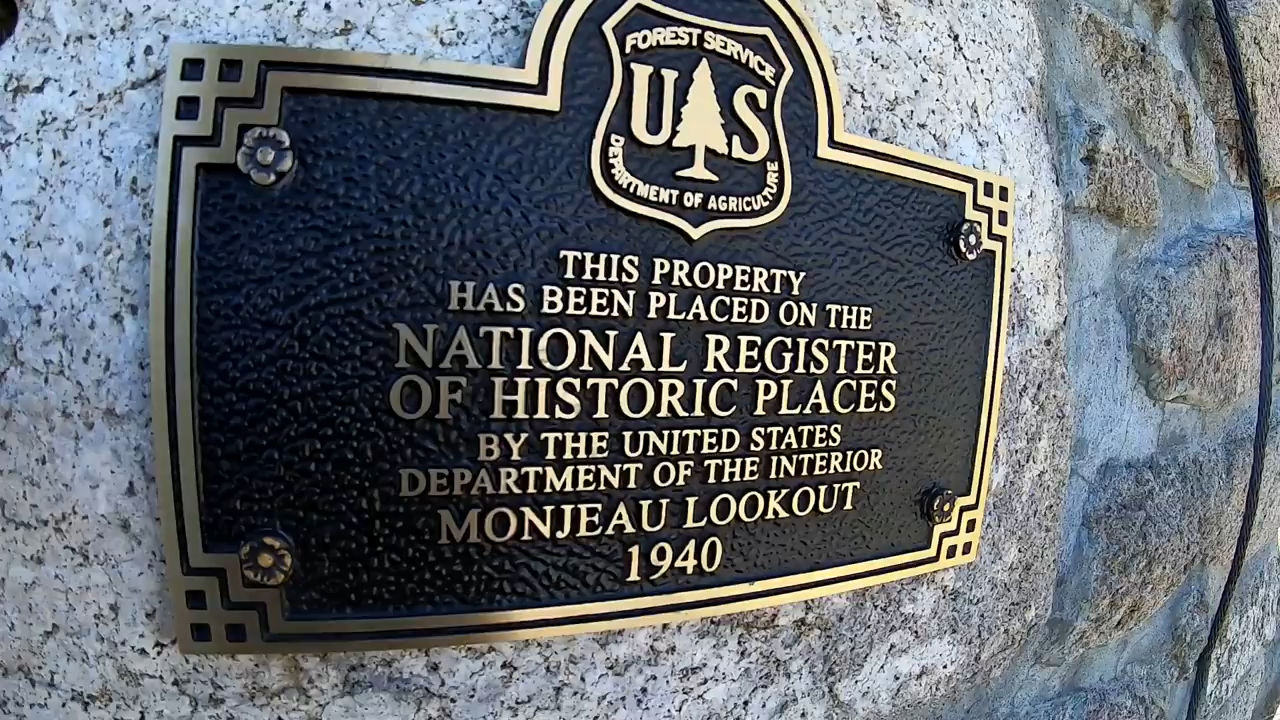 FOREST SERVICE
U S
DEPARTMENT OF AGRICULTURE
THIS PROPERTY
HAS BEEN PLACED ON THE
NATIONAL REGISTER
OF HISTORIC PLACES
BY THE UNITED STATES
DEPARTMENT OF THE INTERIOR
MONJEAU LOOKOUT
1940